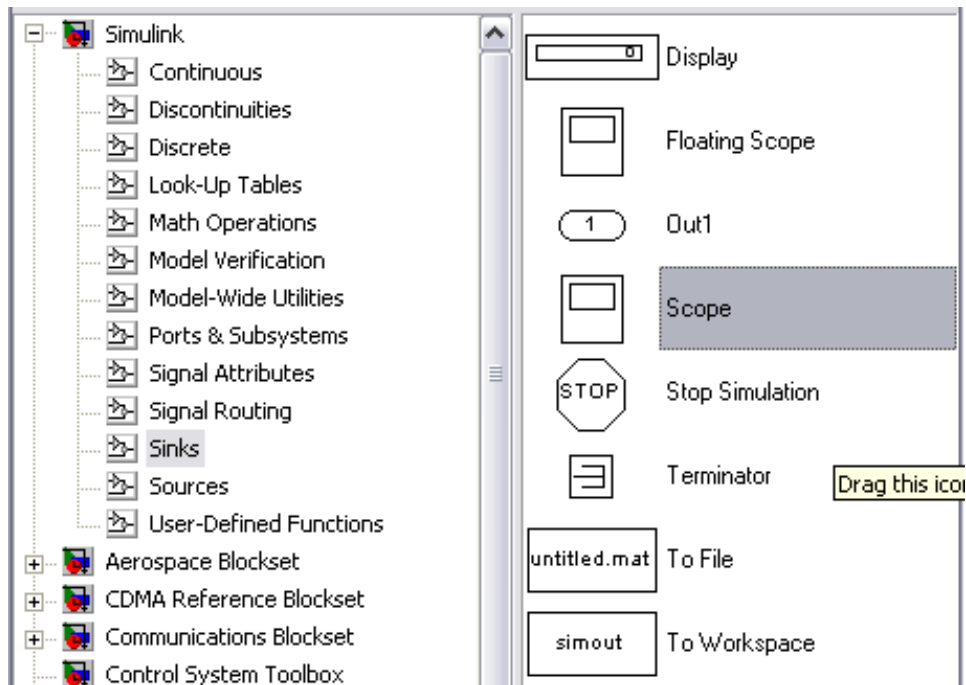 Simulink
Continuous
Discontinuities
Discrete
Look-Up Tables
Math Operations
Model Verification
Model-Wide Utilities
Ports & Subsystems
Signal Attributes
Signal Routing
Sinks
Sources
User-Defined Functions
Aerospace Blockset
CDMA Reference Blockset
Communications Blockset
Control System Toolbox
0 Display
Floating Scope
1 Out1
Scope
STOP Stop Simulation
Terminator
Drag this icon
untitled.mat To File
simout To Workspace